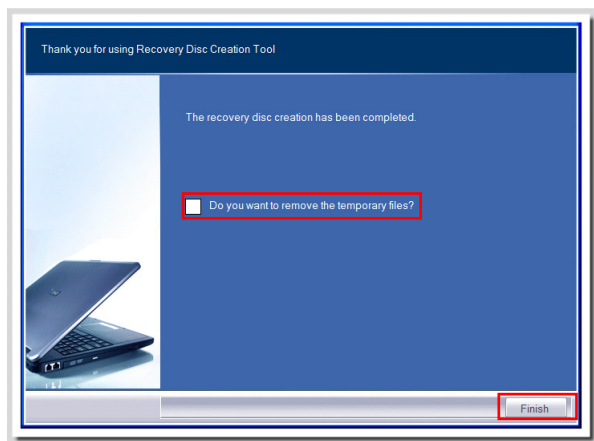 Thank you for using Recovery Disc Creation Tool
The recovery disc creation has been completed.
Do you want to remove the temporary files?
Finish